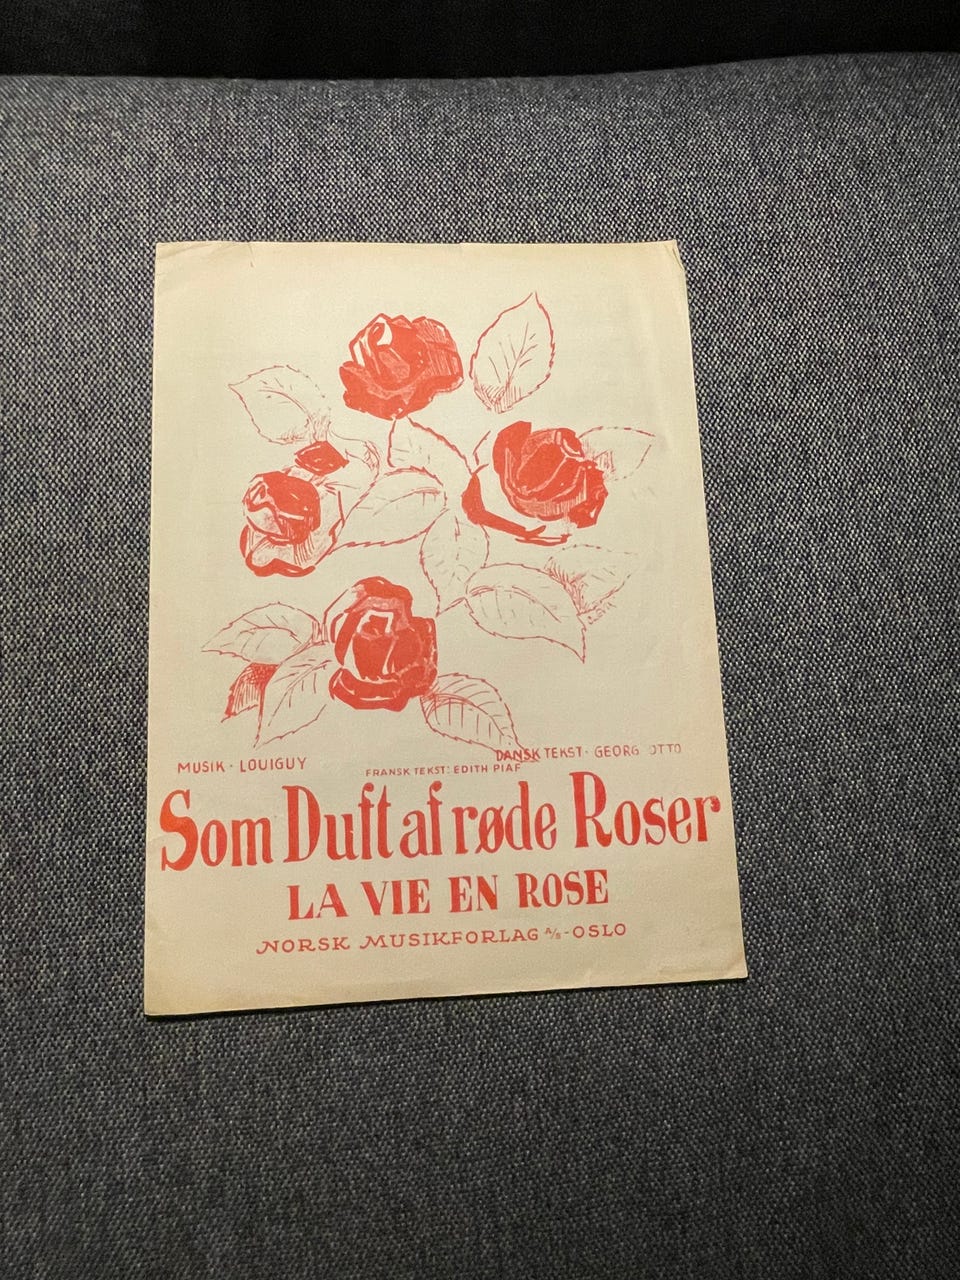 MUSIK · LOUIGUY
FRANSK TEKST: EDITH PIAF
DANSK TEKST · GEORG OTTO
Som Duft af røde Roser
LA VIE EN ROSE
NORSK MUSIKFORLAG A/S - OSLO